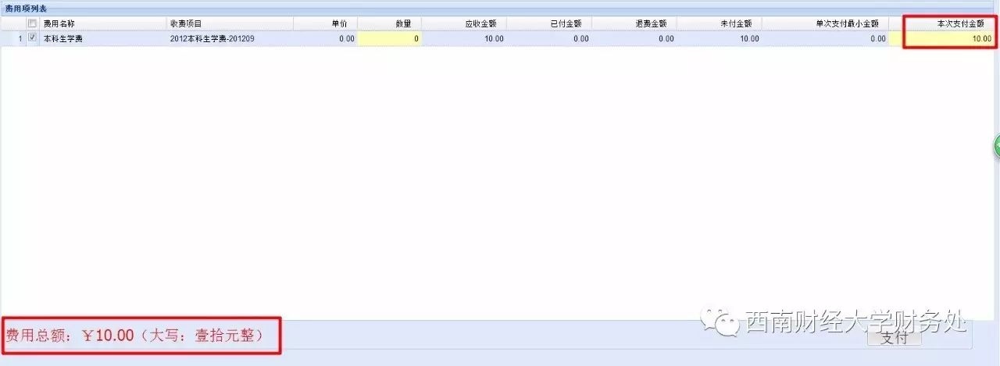 费用项列表
费用名称 收费项目 单价 数量 应收金额 已付金额 退费金额 未付金额 单次支付最小金额 本次支付金额
1 本科生学费 2012本科生学费-201209 0.00 0 10.00 0.00 0.00 10.00 0.00 10.00
西南财经大学财务处
费用总额：￥10.00（大写：壹拾元整）
支付